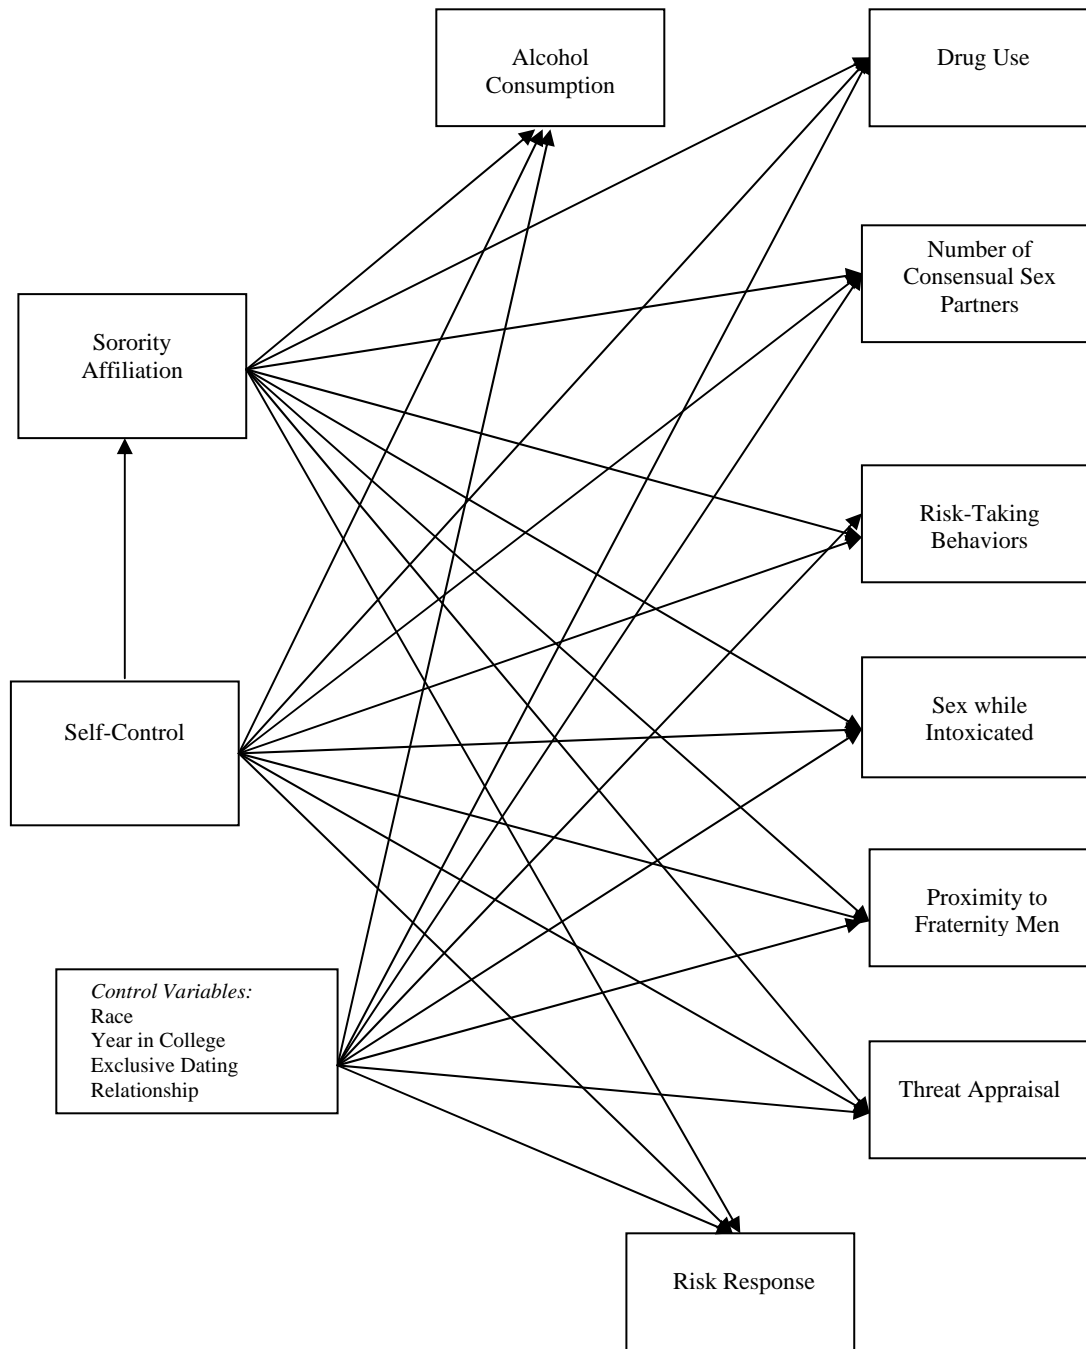 Alcohol
Consumption
Drug Use
Number of
Consensual Sex
Partners
Sorority
Affiliation
Risk-Taking
Behaviors
Self-Control
Sex while
Intoxicated
Proximity to
Fraternity Men
Control Variables:
Race
Year in College
Exclusive Dating
Relationship
Threat Appraisal
Risk Response